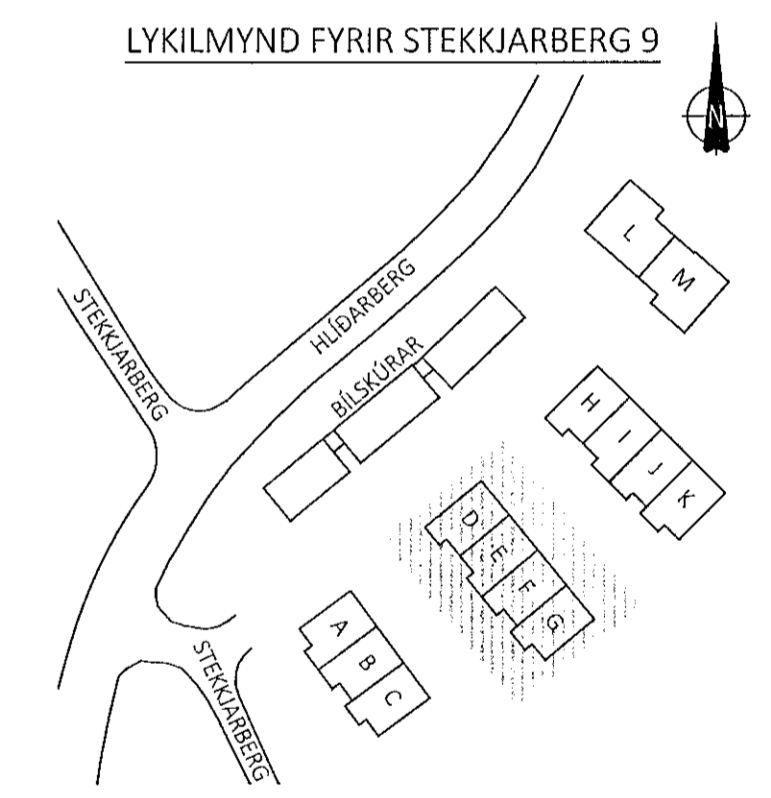 LYKILMYND FYRIR STEKKJARBERG 9
N
L
M
HLÍÐARBERG
STEKKJARBERG
BÍLSKÚRAR
H
I
J
K
D
E
F
G
A
B
C
STEKKJARBERG